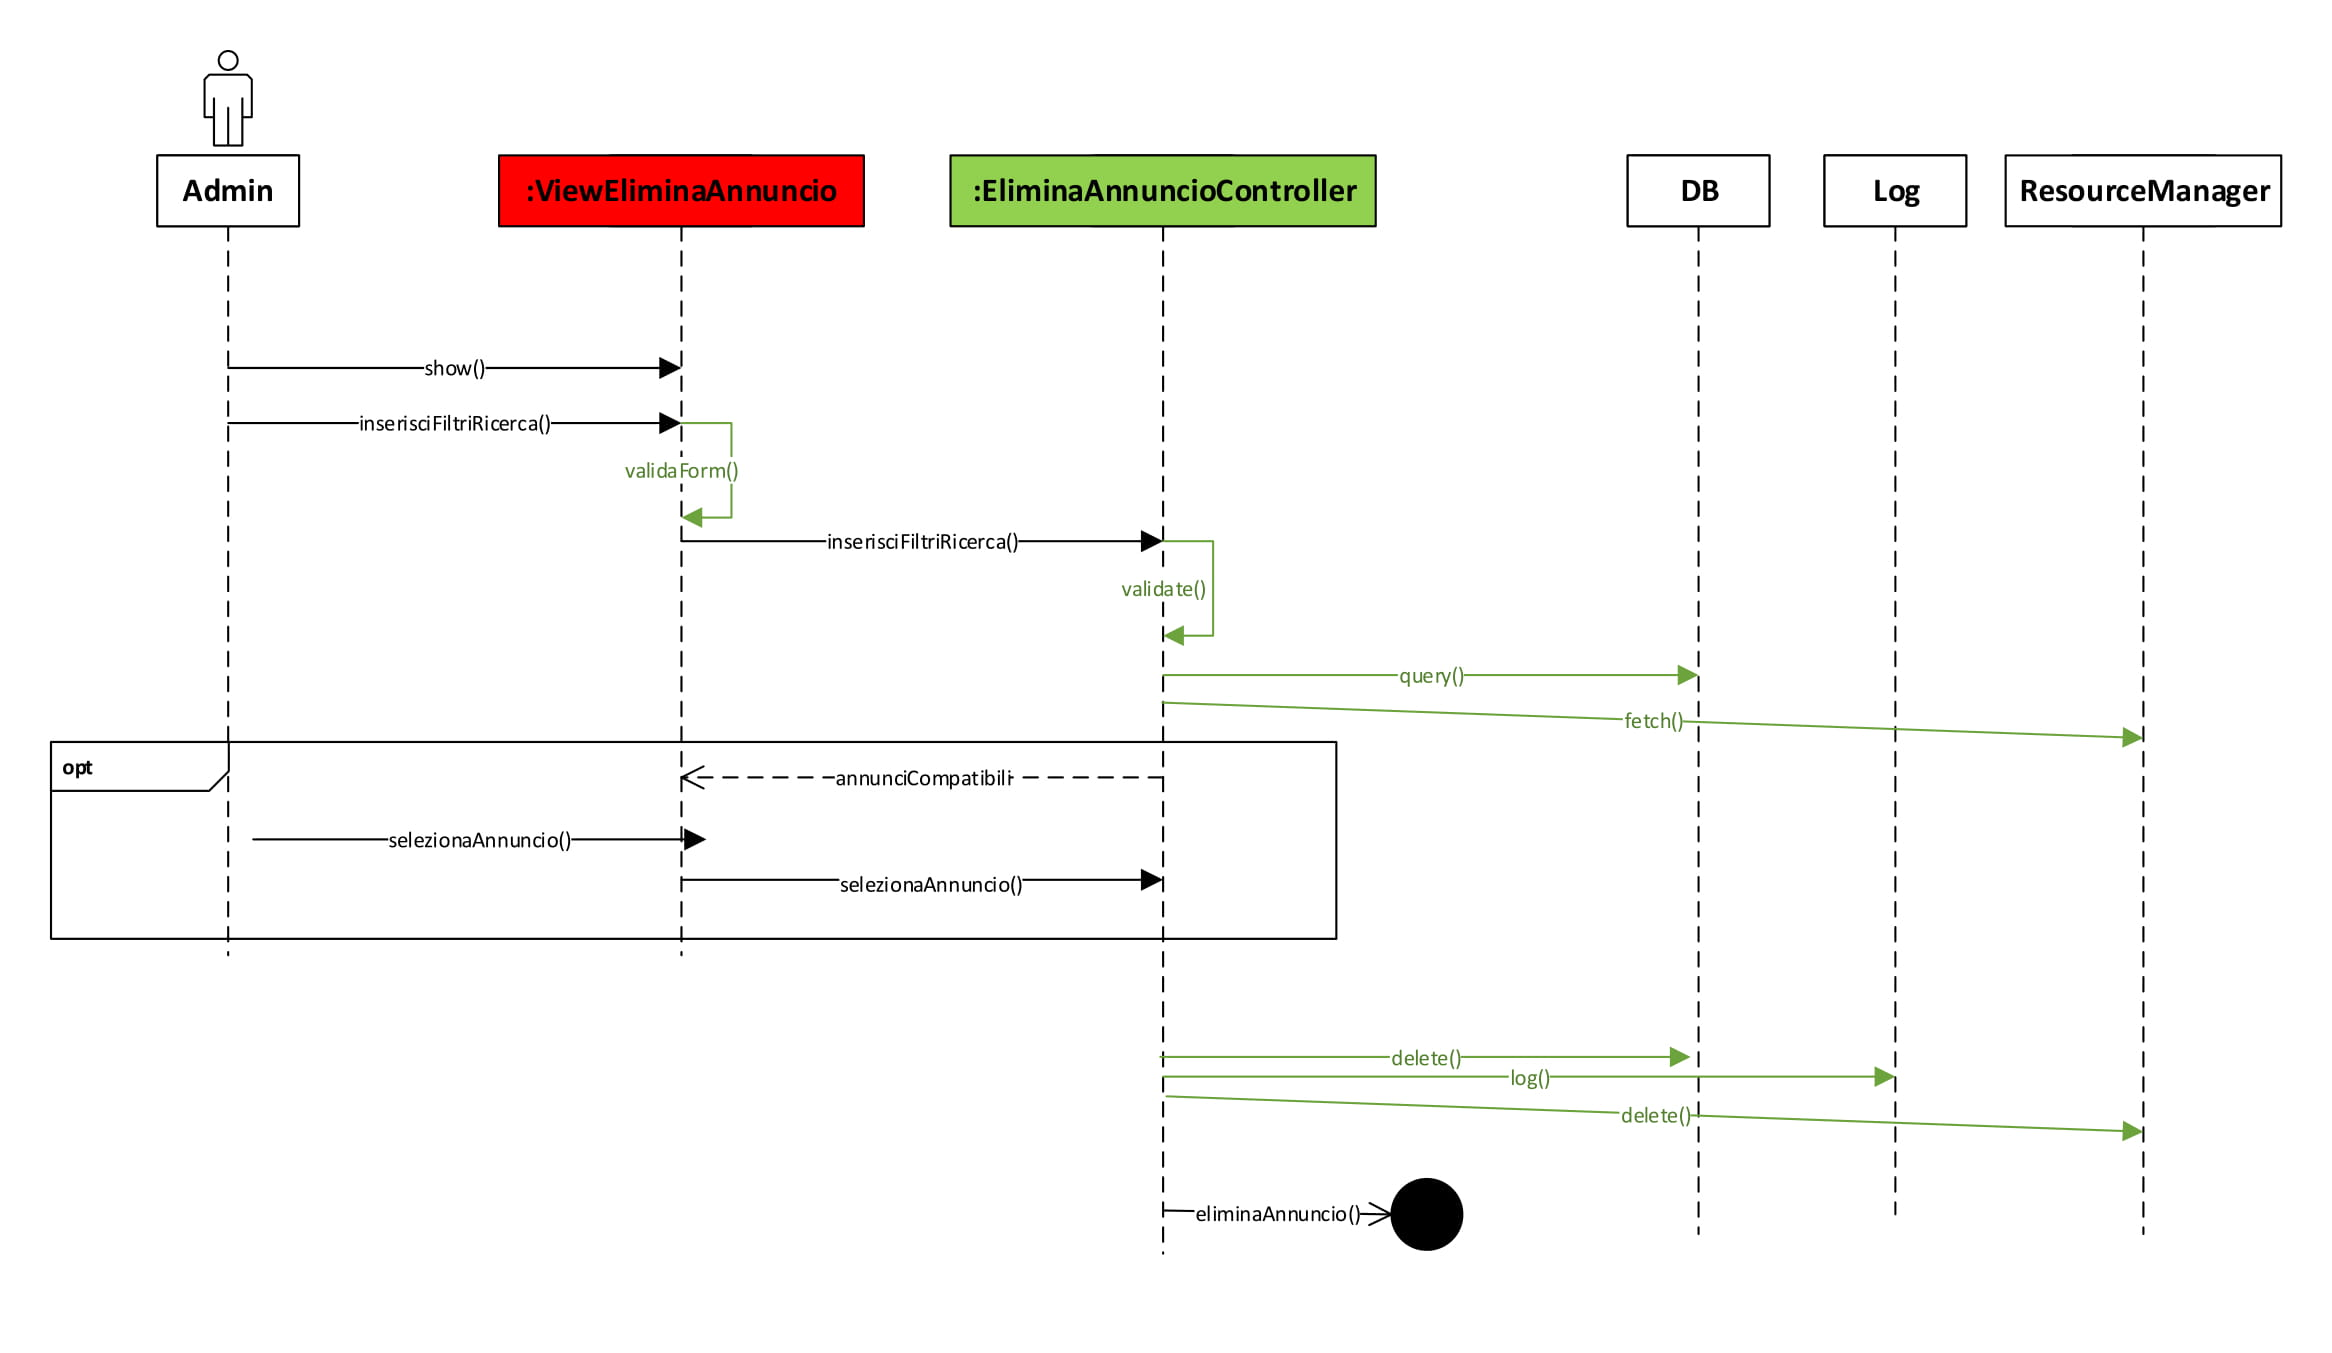 Admin
:ViewEliminaAnnuncio
:EliminaAnnuncioController
DB
Log
ResourceManager
show()
inserisciFiltriRicerca()
validaForm()
inserisciFiltriRicerca()
validate()
query()
fetch()
opt
annunciCompatibili
selezionaAnnuncio()
selezionaAnnuncio()
delete()
log()
delete()
eliminaAnnuncio()